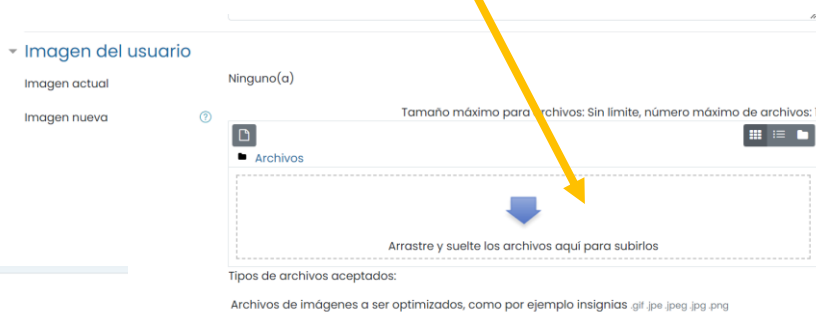 Imagen del usuario
Imagen actual
Ninguno(a)
Imagen nueva
Tamaño máximo para archivos: Sin límite, número máximo de archivos: 1
Archivos
Arrastre y suelte los archivos aquí para subirlos
Tipos de archivos aceptados:
Archivos de imágenes a ser optimizados, como por ejemplo insignias .gif .jpe .jpeg .jpg .png